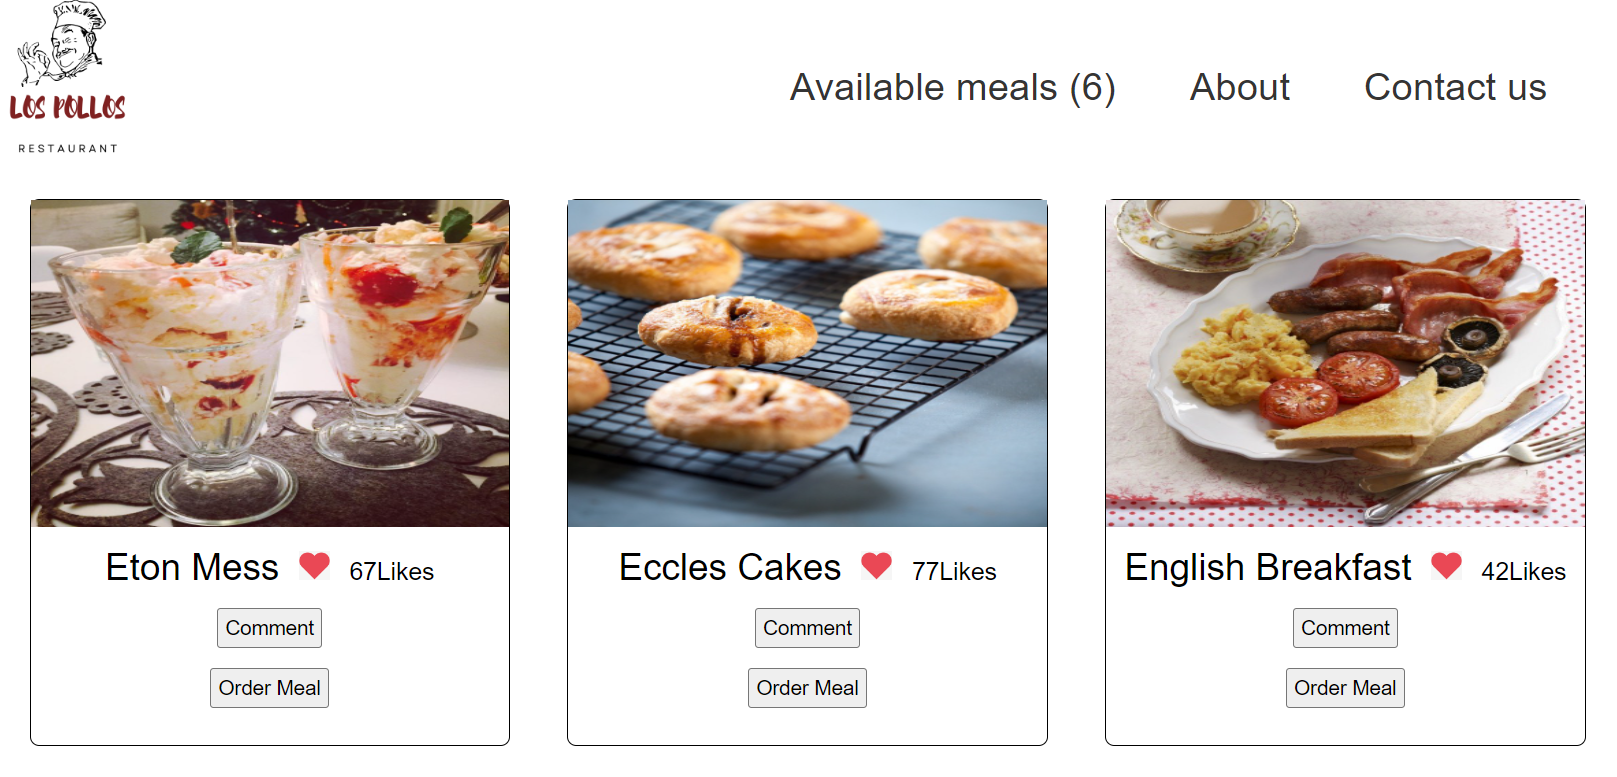 LOS POLLOS
RESTAURANT
Available meals (6)
About
Contact us
Eton Mess
67Likes
Comment
Order Meal
Eccles Cakes
77Likes
Comment
Order Meal
English Breakfast
42Likes
Comment
Order Meal